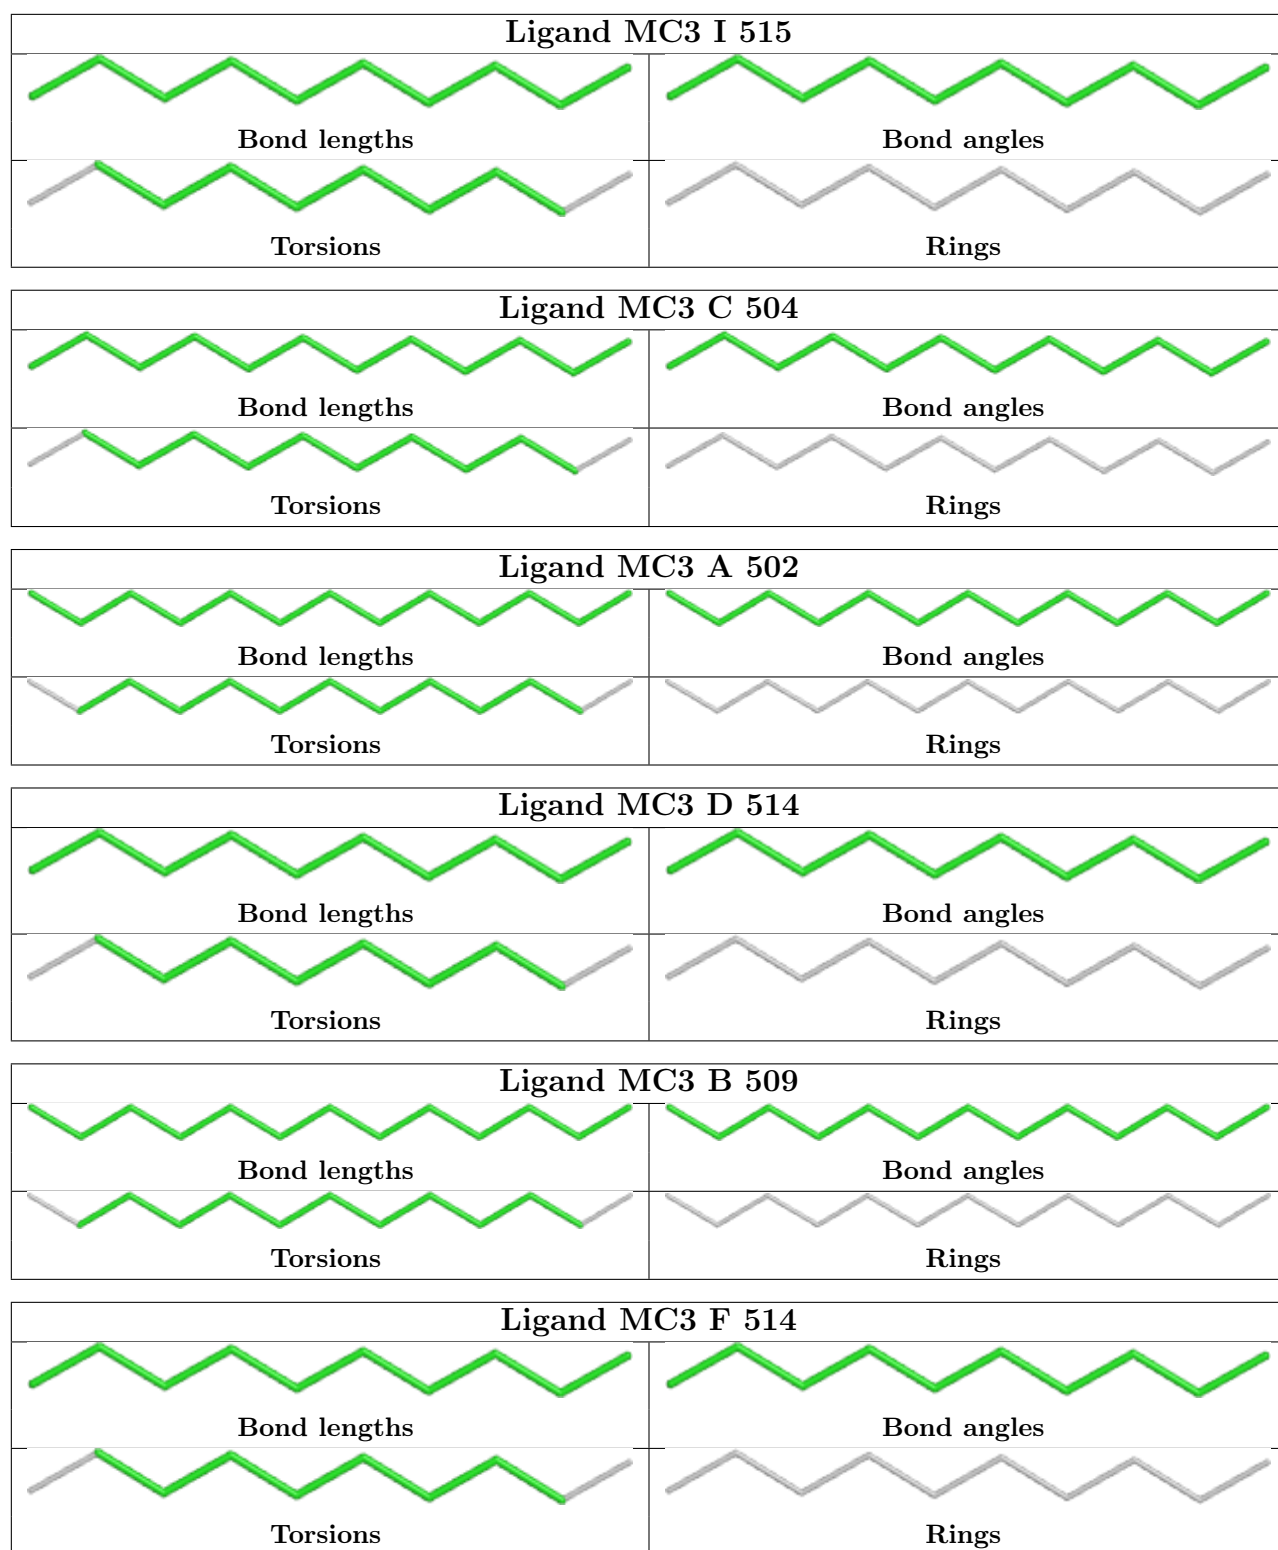 Ligand MC3 I 515
Bond lengths Bond angles
Torsions Rings
Ligand MC3 C 504
Bond lengths Bond angles
Torsions Rings
Ligand MC3 A 502
Bond lengths Bond angles
Torsions Rings
Ligand MC3 D 514
Bond lengths Bond angles
Torsions Rings
Ligand MC3 B 509
Bond lengths Bond angles
Torsions Rings
Ligand MC3 F 514
Bond lengths Bond angles
Torsions Rings